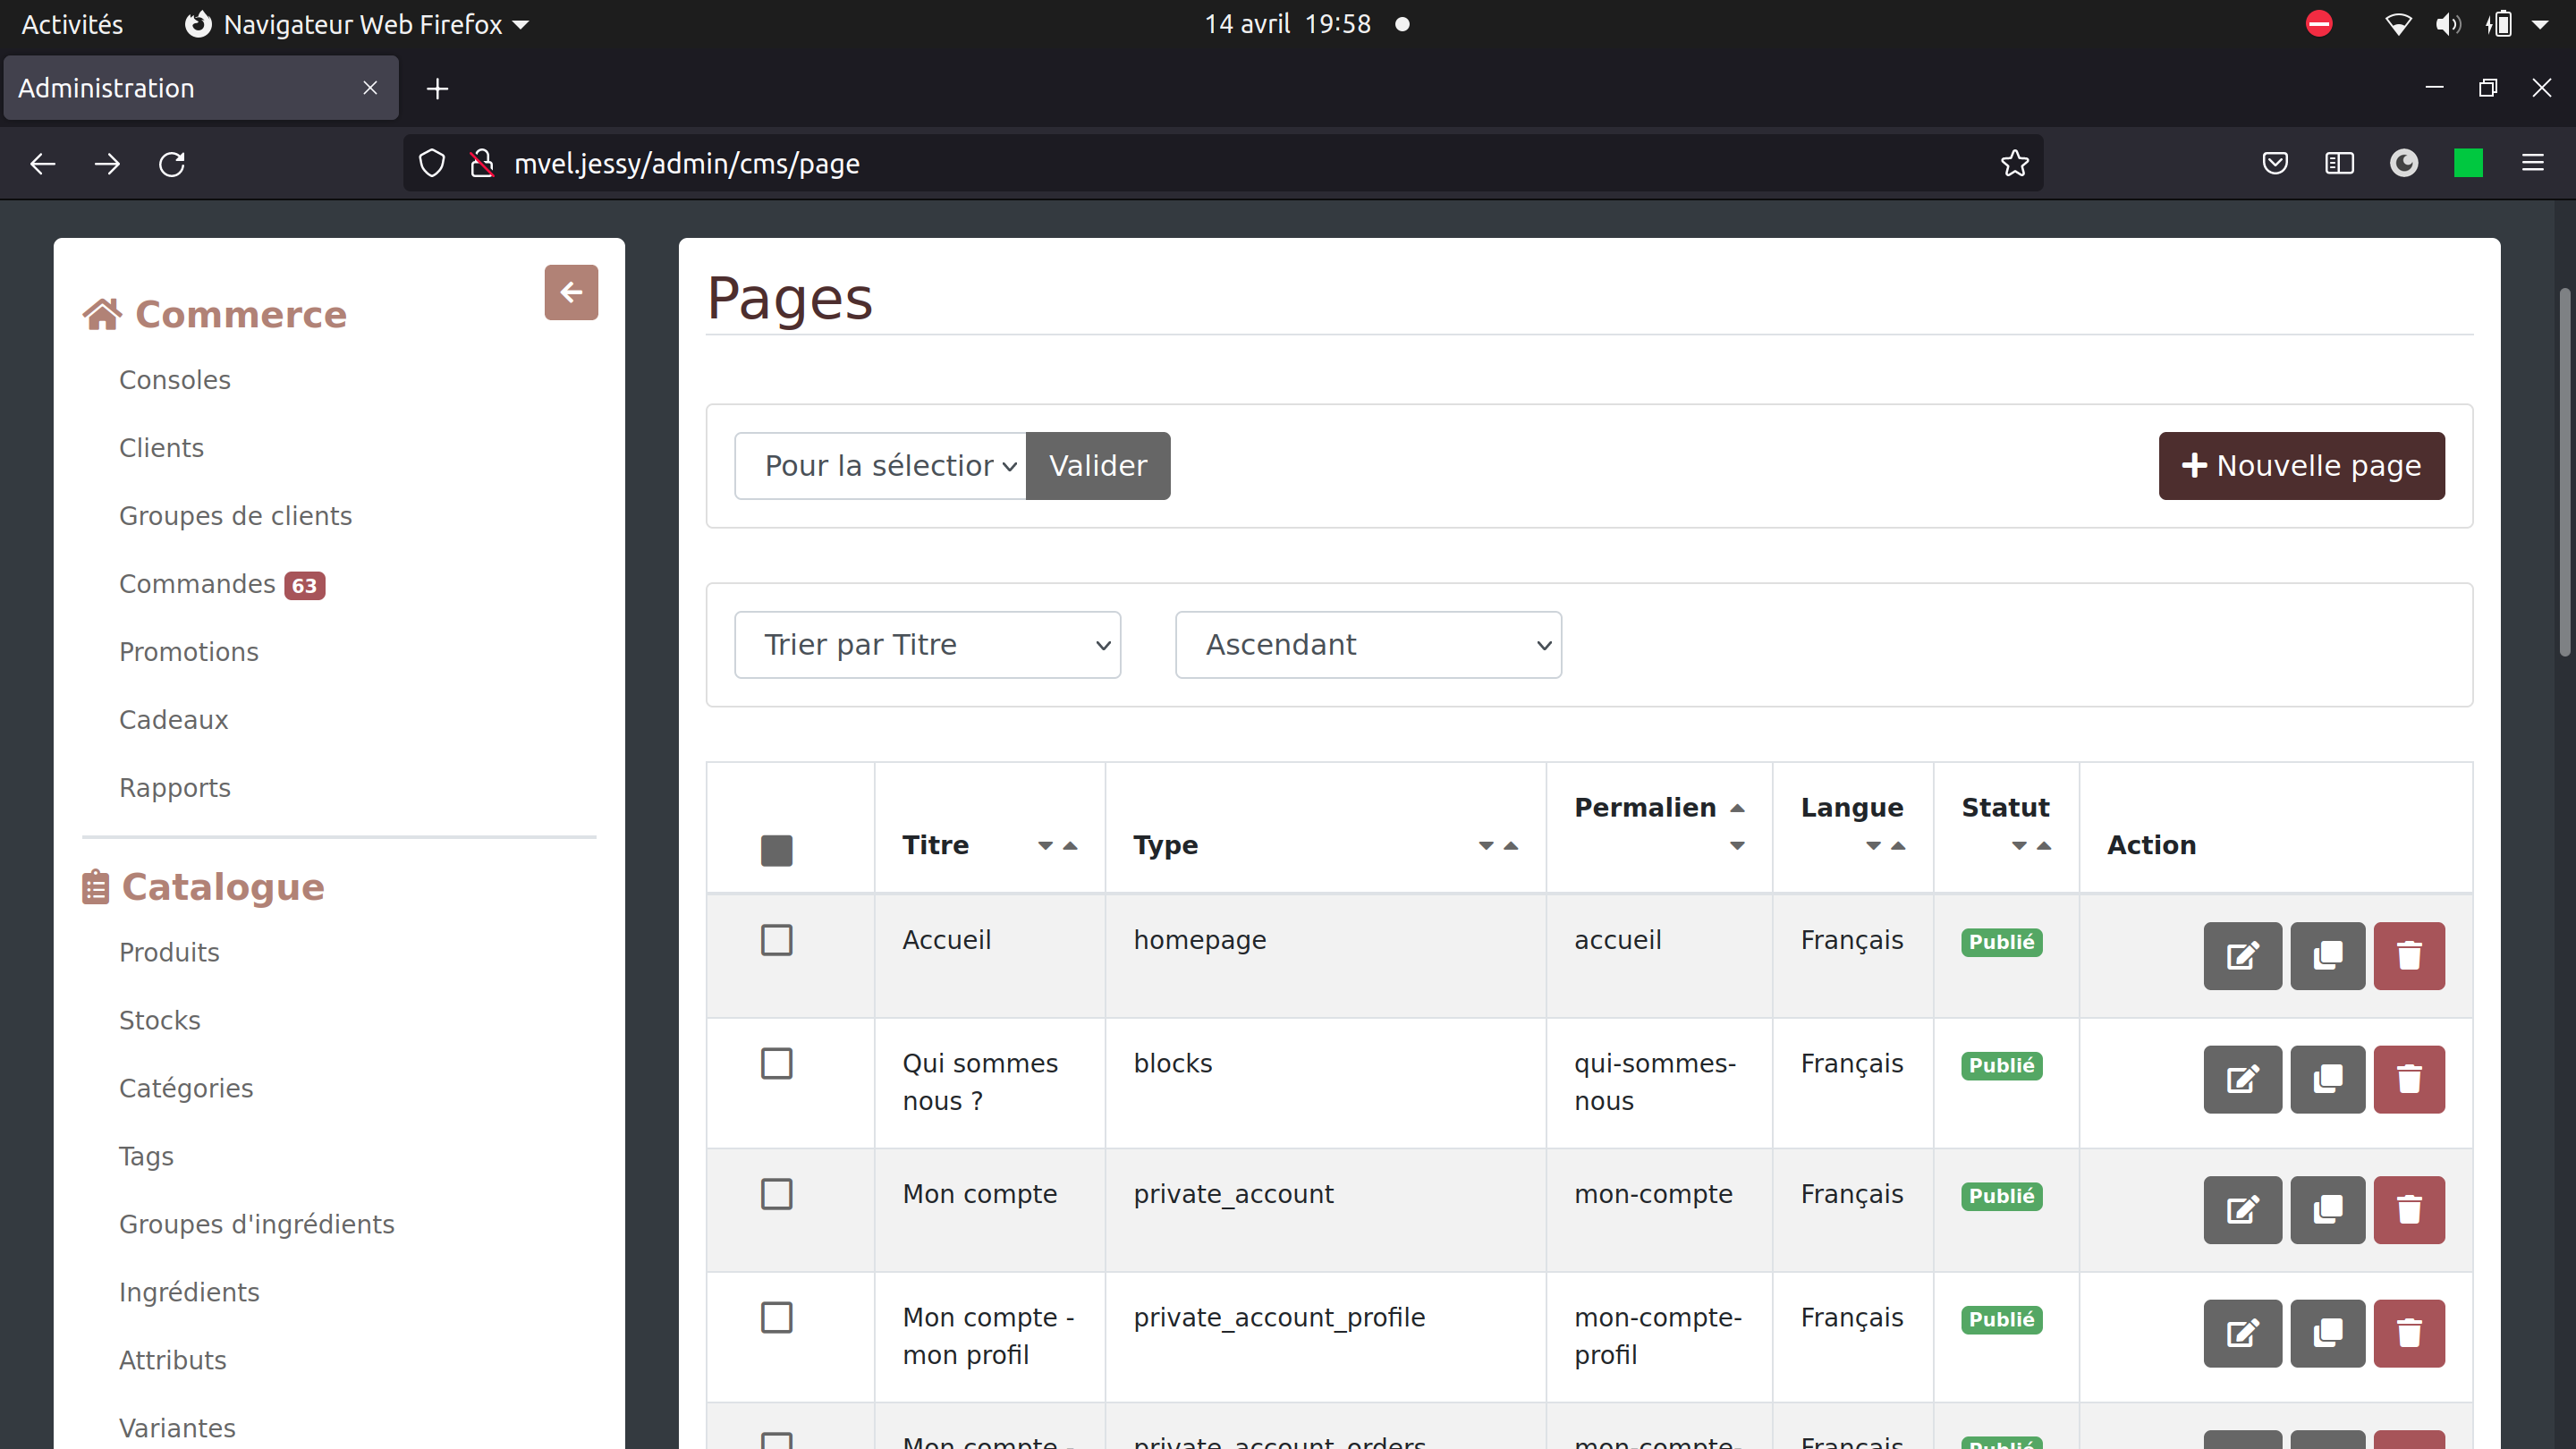 Activités
Navigateur Web Firefox
14 avril 19:58
Administration
mvel.jessy/admin/cms/page
Commerce
Consoles
Clients
Groupes de clients
Commandes 63
Promotions
Cadeaux
Rapports
Catalogue
Produits
Stocks
Catégories
Tags
Groupes d'ingrédients
Ingrédients
Attributs
Variantes
Pages
Pour la sélection
Valider
Nouvelle page
Trier par Titre
Ascendant
Titre Type Permalien Langue Statut Action
Accueil homepage accueil Français Publié
Qui sommes nous ? blocks qui-sommes-nous Français Publié
Mon compte private_account mon-compte Français Publié
Mon compte - mon profil private_account_profile mon-compte-profil Français Publié
Mon compte - private_account_orders mon-compte- Français Publié